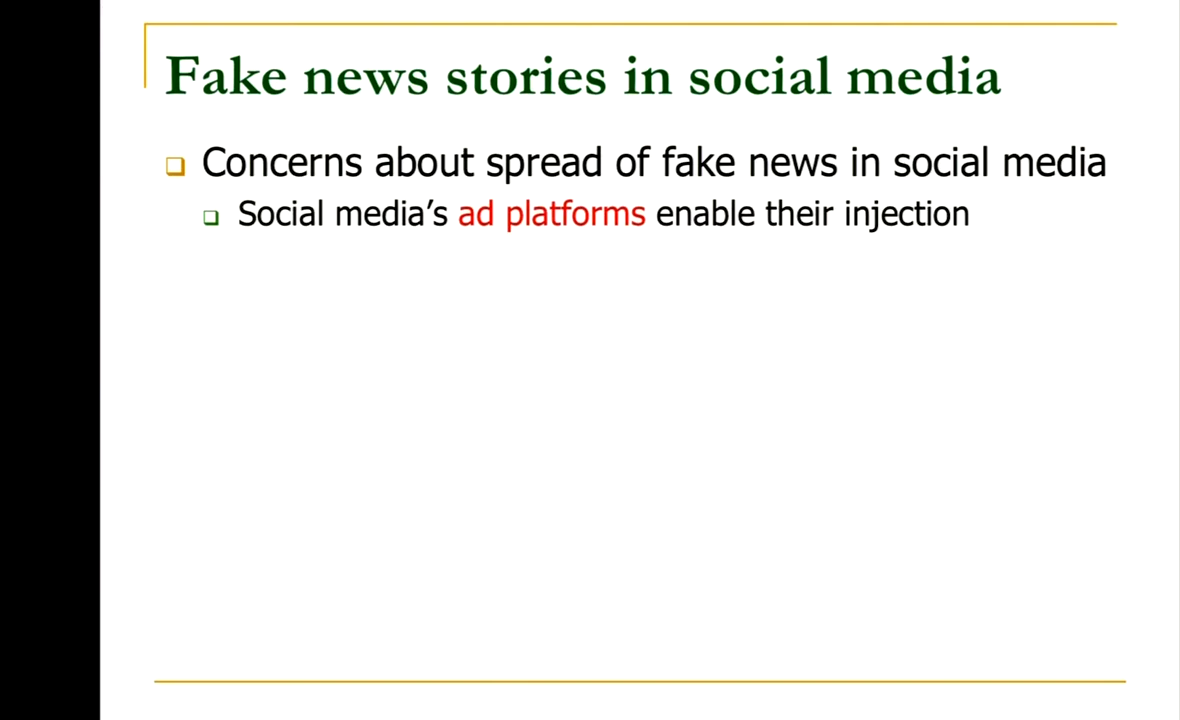 Fake news stories in social media
Concerns about spread of fake news in social media
Social media’s ad platforms enable their injection